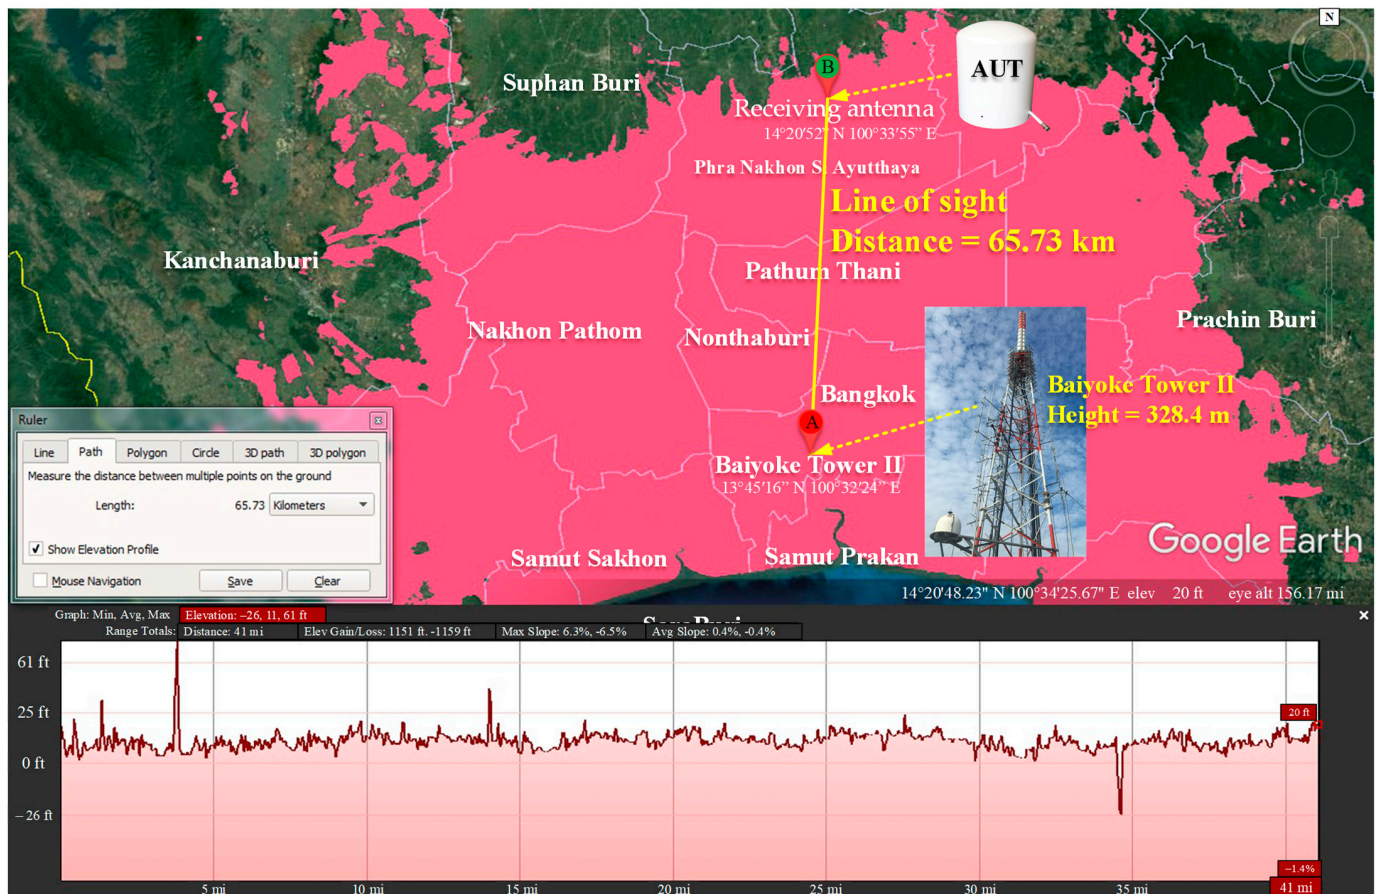 N
Suphan Buri
B
AUT
Receiving antenna
14°20′52” N 100°33′55” E
Phra Nakhon Si Ayutthaya
Line of sight
Distance = 65.73 km
Kanchanaburi
Pathum Thani
Nakhon Pathom
Nonthaburi
Prachin Buri
Bangkok
Baiyoke Tower II
Height = 328.4 m
A
Baiyoke Tower II
13°45′16” N 100°32′24” E
Samut Sakhon
Samut Prakan
Google Earth
14°20'48.23" N 100°34'25.67" E elev 20 ft eye alt 156.17 mi
Ruler
Line Path Polygon Circle 3D path 3D polygon
Measure the distance between multiple points on the ground
Length: 65.73 Kilometers
Show Elevation Profile
Mouse Navigation Save Clear
Graph: Min, Avg, Max Elevation: –26, 11, 61 ft
Range Totals: Distance: 41 mi Elev Gain/Loss: 1151 ft. -1159 ft Max Slope: 6.3%, -6.5% Avg Slope: 0.4%, -0.4%
61 ft
25 ft
20 ft
0 ft
–26 ft
–1.4%
5 mi 10 mi 15 mi 20 mi 25 mi 30 mi 35 mi 41 mi